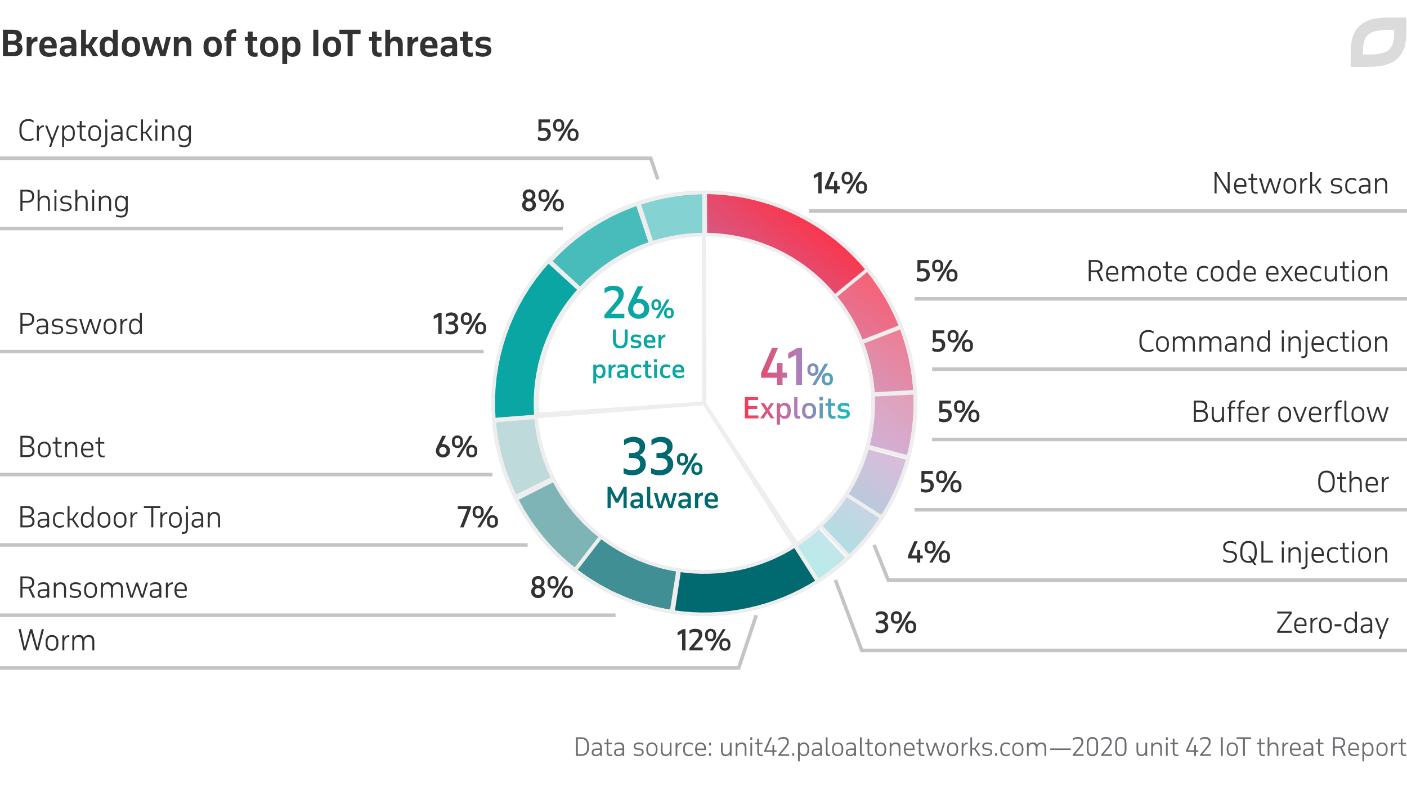 Breakdown of top IoT threats
Cryptojacking 5%
Phishing 8%
Password 13%
Botnet 6%
Backdoor Trojan 7%
Ransomware 8%
Worm 12%
26%
User
practice
41%
Exploits
33%
Malware
14% Network scan
5% Remote code execution
5% Command injection
5% Buffer overflow
5% Other
4% SQL injection
3% Zero-day
Data source: unit42.paloaltonetworks.com—2020 unit 42 IoT threat Report